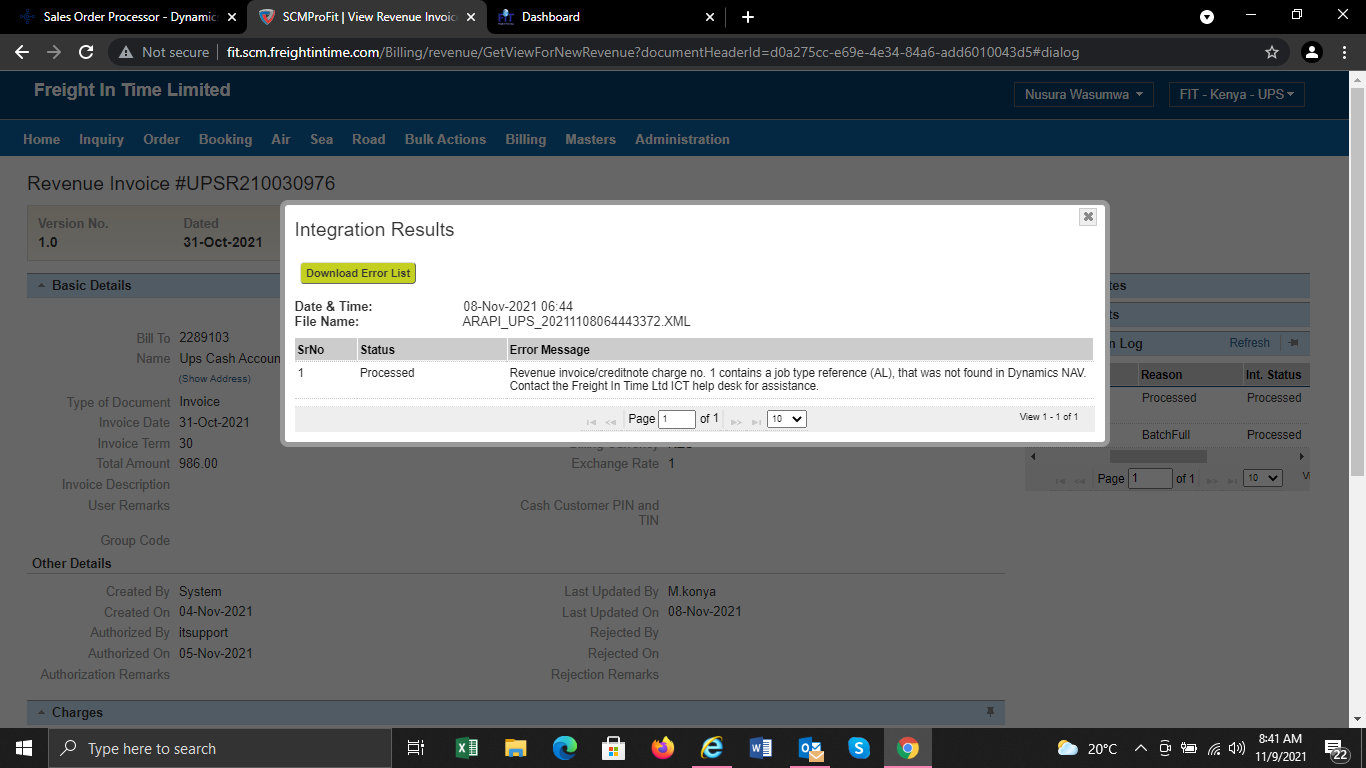 Sales Order Processor - Dynamic
SCMProFit | View Revenue Invoic
Dashboard
Not secure
fit.scm.freightintime.com/Billing/revenue/GetViewForNewRevenue?documentHeaderId=d0a275cc-e69e-4e34-84a6-add6010043d5#dialog
Freight In Time Limited
Nusura Wasumwa
FIT - Kenya - UPS
Home Inquiry Order Booking Air Sea Road Bulk Actions Billing Masters Administration
Revenue Invoice #UPSR210030976
Version No. Dated
1.0 31-Oct-2021
Integration Results
Download Error List
Date & Time: 08-Nov-2021 06:44
File Name: ARAPI_UPS_20211108064443372.XML
SrNo Status Error Message
1 Processed Revenue invoice/creditnote charge no. 1 contains a job type reference (AL), that was not found in Dynamics NAV.
Contact the Freight In Time Ltd ICT help desk for assistance.
Page 1 of 1 10 View 1 - 1 of 1
Basic Details
Bill To 2289103
Name Ups Cash Accoun
(Show Address)
Type of Document Invoice
Invoice Date 31-Oct-2021
Invoice Term 30
Total Amount 986.00
Exchange Rate 1
Invoice Description
User Remarks
Cash Customer PIN and
TIN
Group Code
Other Details
Created By System
Last Updated By M.konya
Created On 04-Nov-2021
Last Updated On 08-Nov-2021
Authorized By itsupport
Rejected By
Authorized On 05-Nov-2021
Rejected On
Authorization Remarks
Rejection Remarks
Charges
tes
ts
n Log Refresh
Reason Int. Status
Processed Processed
BatchFull Processed
Page 1 of 1 10
Type here to search
20°C
8:41 AM
11/9/2021
22